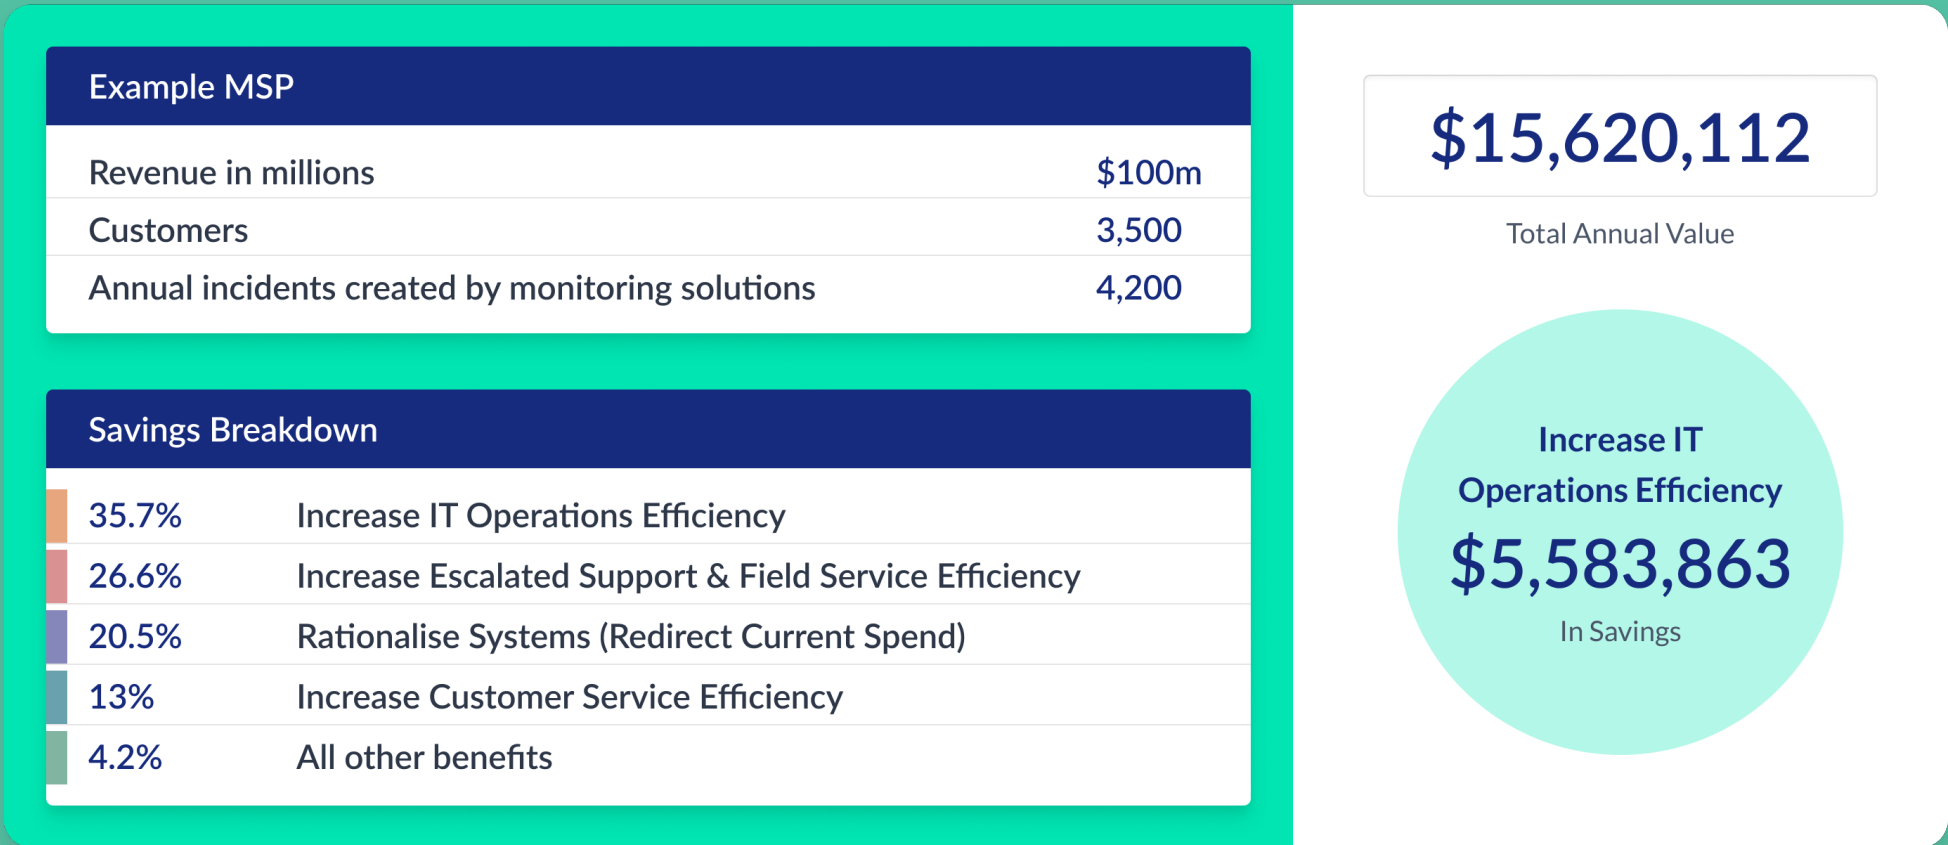 Example MSP
Revenue in millions $100m
Customers 3,500
Annual incidents created by monitoring solutions 4,200
Savings Breakdown
35.7% Increase IT Operations Efficiency
26.6% Increase Escalated Support & Field Service Efficiency
20.5% Rationalise Systems (Redirect Current Spend)
13% Increase Customer Service Efficiency
4.2% All other benefits
$15,620,112
Total Annual Value
Increase IT
Operations Efficiency
$5,583,863
In Savings